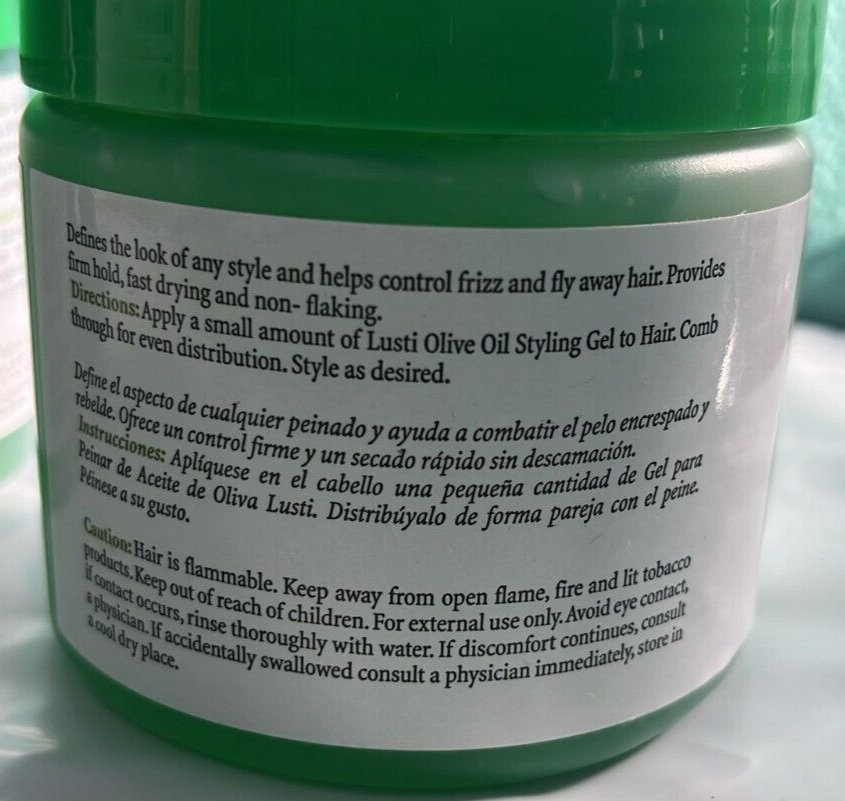 Defines the look of any style and helps control frizz and fly away hair. Provides
firm hold, fast drying and non- flaking.
Directions: Apply a small amount of Lusti Olive Oil Styling Gel to Hair. Comb
through for even distribution. Style as desired.
Define el aspecto de cualquier peinado y ayuda a combatir el pelo encrespado y
rebelde. Ofrece un control firme y un secado rápido sin descamación.
Instrucciones: Aplíquese en el cabello una pequeña cantidad de Gel para
Peinar de Aceite de Oliva Lusti. Distribúyalo de forma pareja con el peine.
Péinese a su gusto.
Caution: Hair is flammable. Keep away from open flame, fire and lit tobacco
products. Keep out of reach of children. For external use only. Avoid eye contact,
if contact occurs, rinse thoroughly with water. If discomfort continues, consult
a physician. If accidentally swallowed consult a physician immediately, store in
a cool dry place.